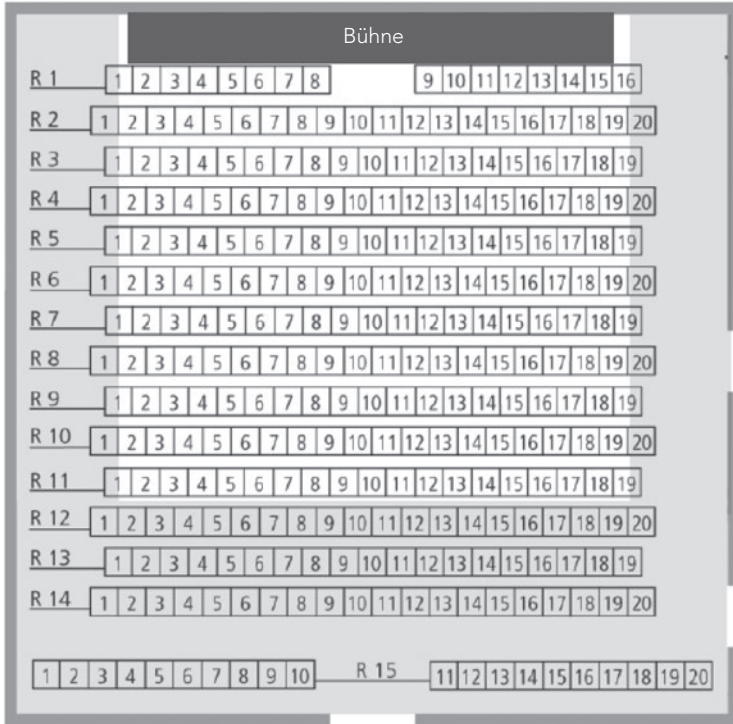 Bühne
R 1 1 2 3 4 5 6 7 8 9 10 11 12 13 14 15 16
R 2 1 2 3 4 5 6 7 8 9 10 11 12 13 14 15 16 17 18 19 20
R 3 1 2 3 4 5 6 7 8 9 10 11 12 13 14 15 16 17 18 19
R 4 1 2 3 4 5 6 7 8 9 10 11 12 13 14 15 16 17 18 19 20
R 5 1 2 3 4 5 6 7 8 9 10 11 12 13 14 15 16 17 18 19
R 6 1 2 3 4 5 6 7 8 9 10 11 12 13 14 15 16 17 18 19 20
R 7 1 2 3 4 5 6 7 8 9 10 11 12 13 14 15 16 17 18 19
R 8 1 2 3 4 5 6 7 8 9 10 11 12 13 14 15 16 17 18 19 20
R 9 1 2 3 4 5 6 7 8 9 10 11 12 13 14 15 16 17 18 19
R 10 1 2 3 4 5 6 7 8 9 10 11 12 13 14 15 16 17 18 19 20
R 11 1 2 3 4 5 6 7 8 9 10 11 12 13 14 15 16 17 18 19
R 12 1 2 3 4 5 6 7 8 9 10 11 12 13 14 15 16 17 18 19 20
R 13 1 2 3 4 5 6 7 8 9 10 11 12 13 14 15 16 17 18 19
R 14 1 2 3 4 5 6 7 8 9 10 11 12 13 14 15 16 17 18 19 20
1 2 3 4 5 6 7 8 9 10 R 15 11 12 13 14 15 16 17 18 19 20